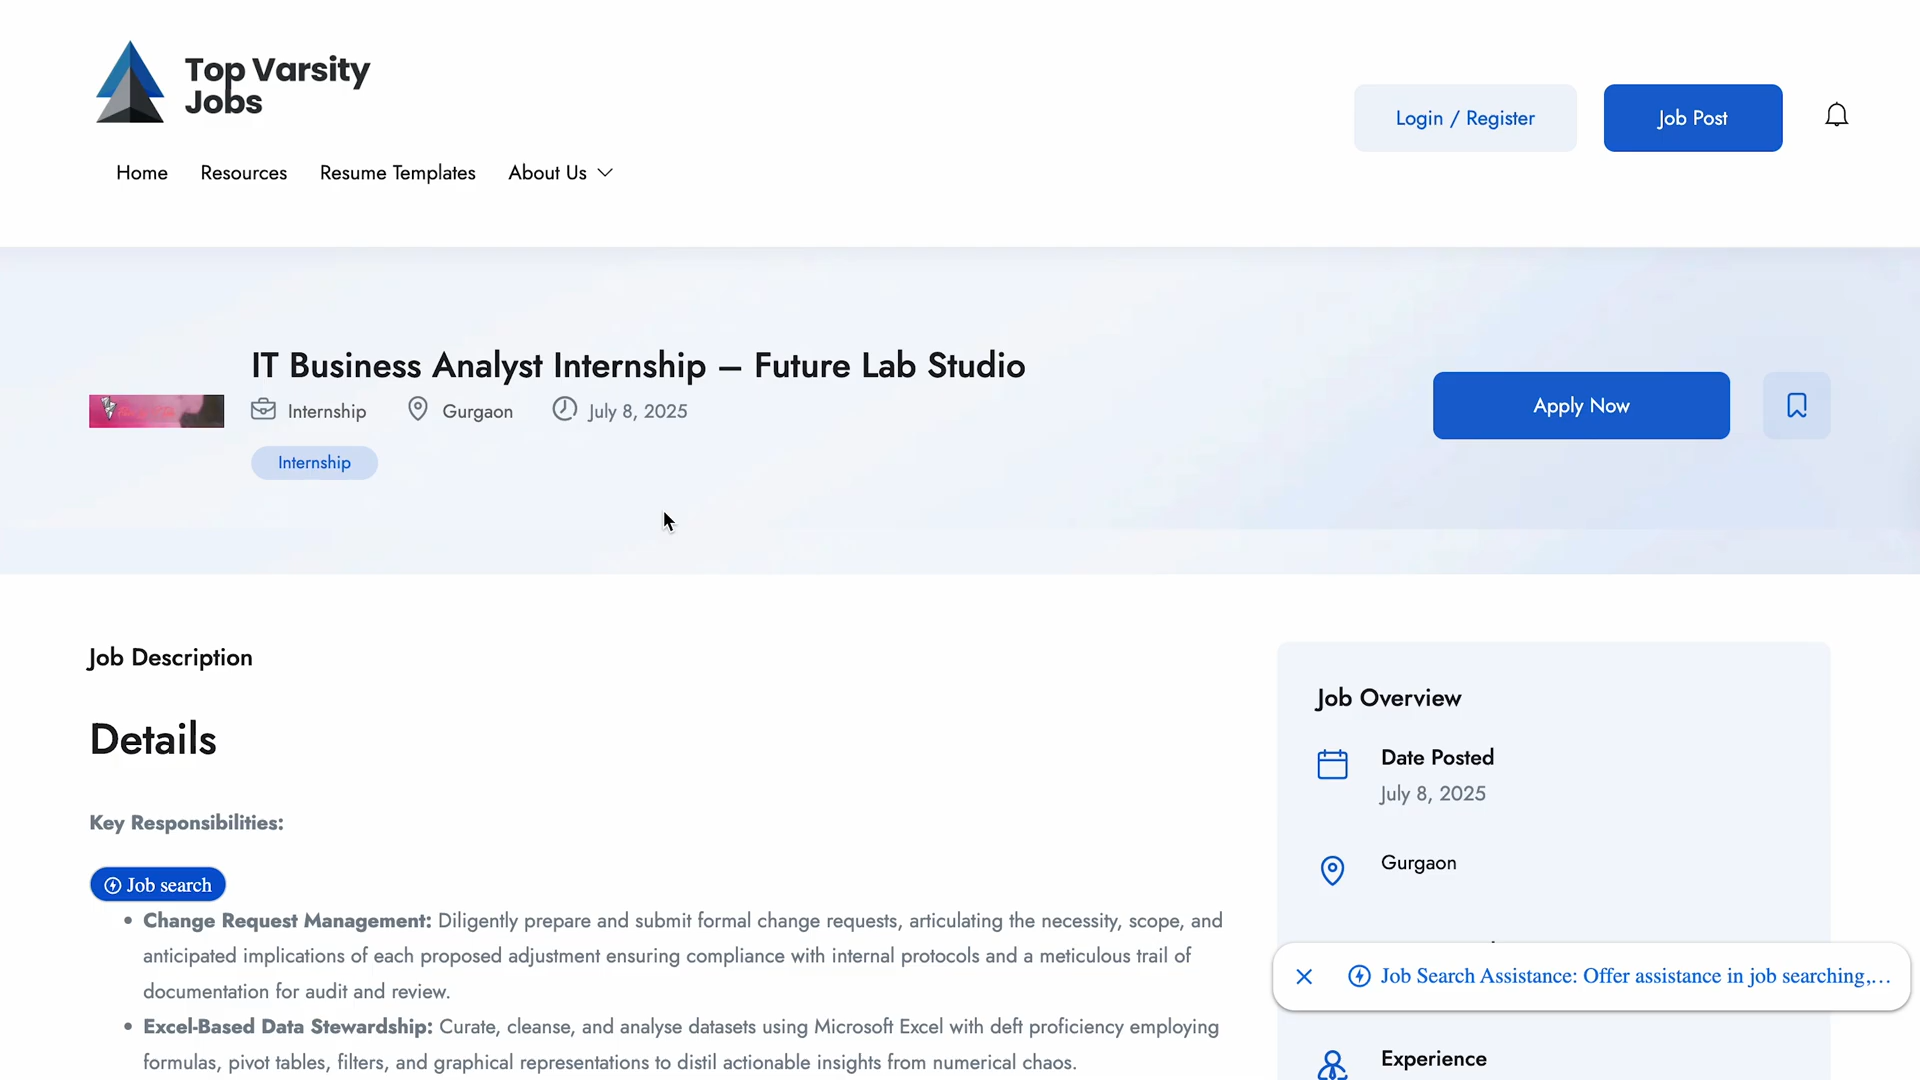 Top Varsity
Jobs
Login / Register
Job Post
Home
Resources
Resume Templates
About Us
IT Business Analyst Internship – Future Lab Studio
Internship
Gurgaon
July 8, 2025
Apply Now
Internship
Job Description
Details
Key Responsibilities:
Job search
• Change Request Management: Diligently prepare and submit formal change requests, articulating the necessity, scope, and
anticipated implications of each proposed adjustment ensuring compliance with internal protocols and a meticulous trail of
documentation for audit and review.
• Excel-Based Data Stewardship: Curate, cleanse, and analyse datasets using Microsoft Excel with deft proficiency employing
formulas, pivot tables, filters, and graphical representations to distil actionable insights from numerical chaos.
Job Overview
Date Posted
July 8, 2025
Gurgaon
Job Search Assistance: Offer assistance in job searching,…
Experience